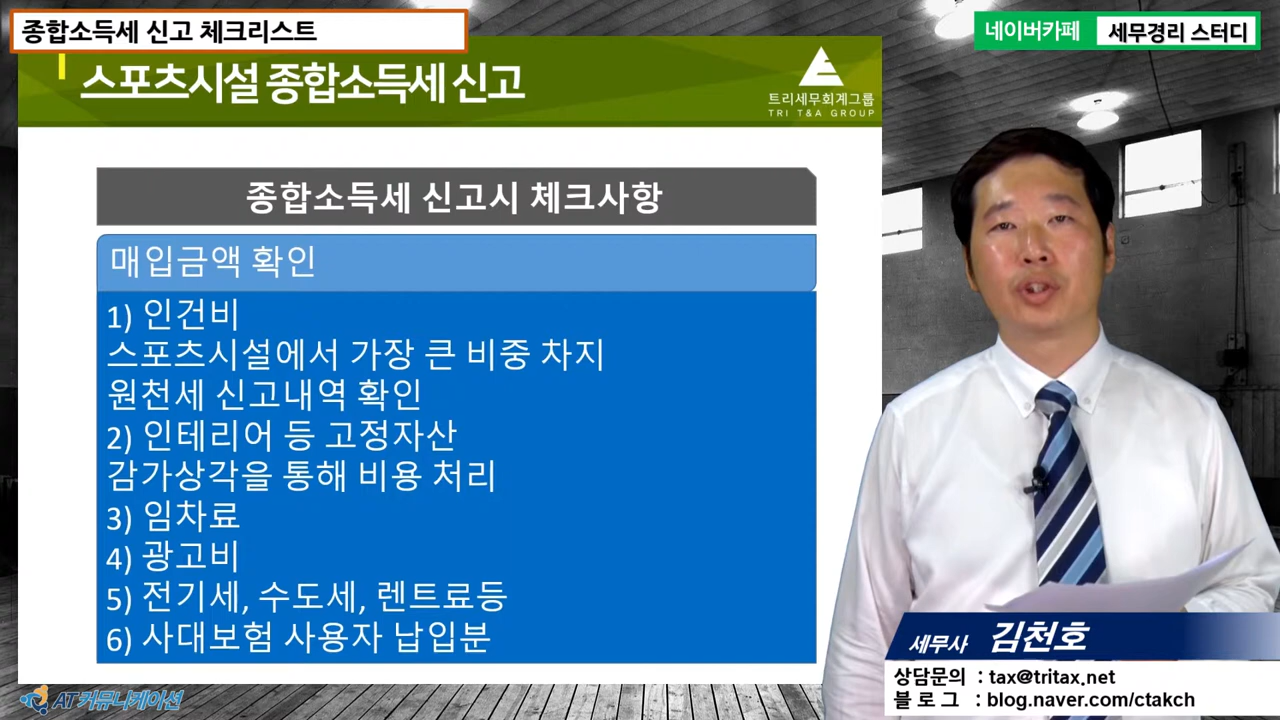 종합소득세 신고 체크리스트
네이버카페 세무경리 스터디
스포츠시설 종합소득세 신고
트리세무회계그룹
TRI T&A GROUP
종합소득세 신고시 체크사항
매입금액 확인
1) 인건비
스포츠시설에서 가장 큰 비중 차지
원천세 신고내역 확인
2) 인테리어 등 고정자산
감가상각을 통해 비용 처리
3) 임차료
4) 광고비
5) 전기세, 수도세, 렌트료등
6) 사대보험 사용자 납입분
세무사 김천호
상담문의 : tax@tritax.net
블로그 : blog.naver.com/ctakch
AT커뮤니케이션